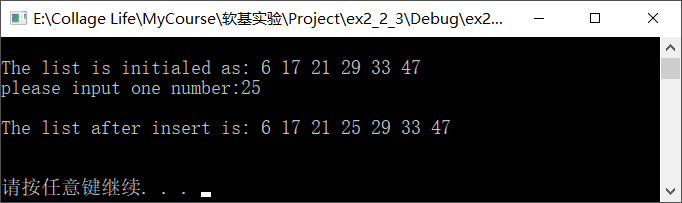 E:\Collage Life\MyCourse\软基实验\Project\ex2_2_3\Debug\ex2...
The list is initialed as: 6 17 21 29 33 47
please input one number:25
The list after insert is: 6 17 21 25 29 33 47
请按任意键继续. . .